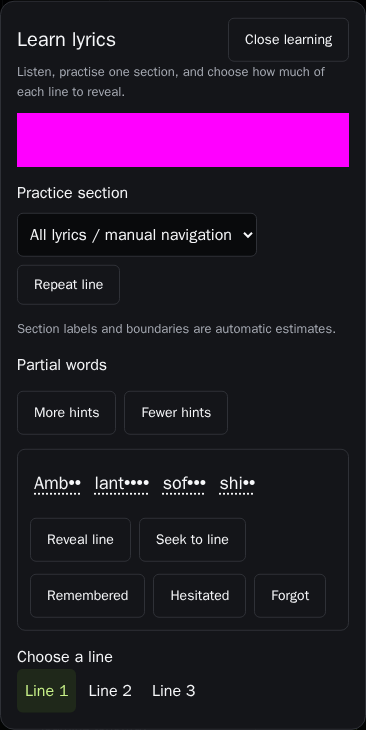 Learn lyrics
Close learning
Listen, practise one section, and choose how much of
each line to reveal.
Practice section
All lyrics / manual navigation
Repeat line
Section labels and boundaries are automatic estimates.
Partial words
More hints Fewer hints
Amb•• lant•••• sof••• shi••
Reveal line Seek to line
Remembered Hesitated Forgot
Choose a line
Line 1 Line 2 Line 3